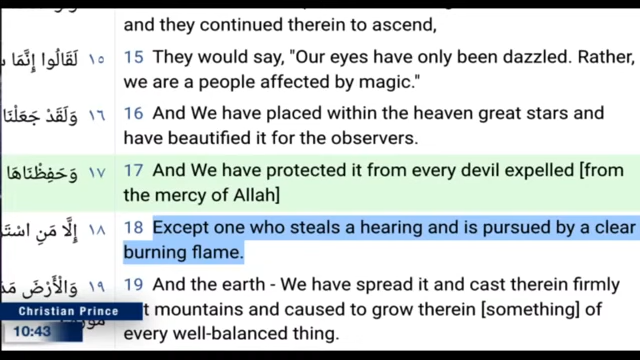 and they continued therein to ascend,
لَقَالُوا إِنَّمَا ١٥ 15 They would say, "Our eyes have only been dazzled. Rather,
we are a people affected by magic."
وَلَقَدْ جَعَلْنَا ١٦ 16 And We have placed within the heaven great stars and
have beautified it for the observers.
وَحَفِظْنَاهَا ١٧ 17 And We have protected it from every devil expelled [from
the mercy of Allah]
إِلَّا مَنِ ١٨ 18 Except one who steals a hearing and is pursued by a clear
burning flame.
وَالْأَرْضَ ١٩ 19 And the earth - We have spread it and cast therein firmly
Christian Prince
mountains and caused to grow therein [something] of
10:43
every well-balanced thing.